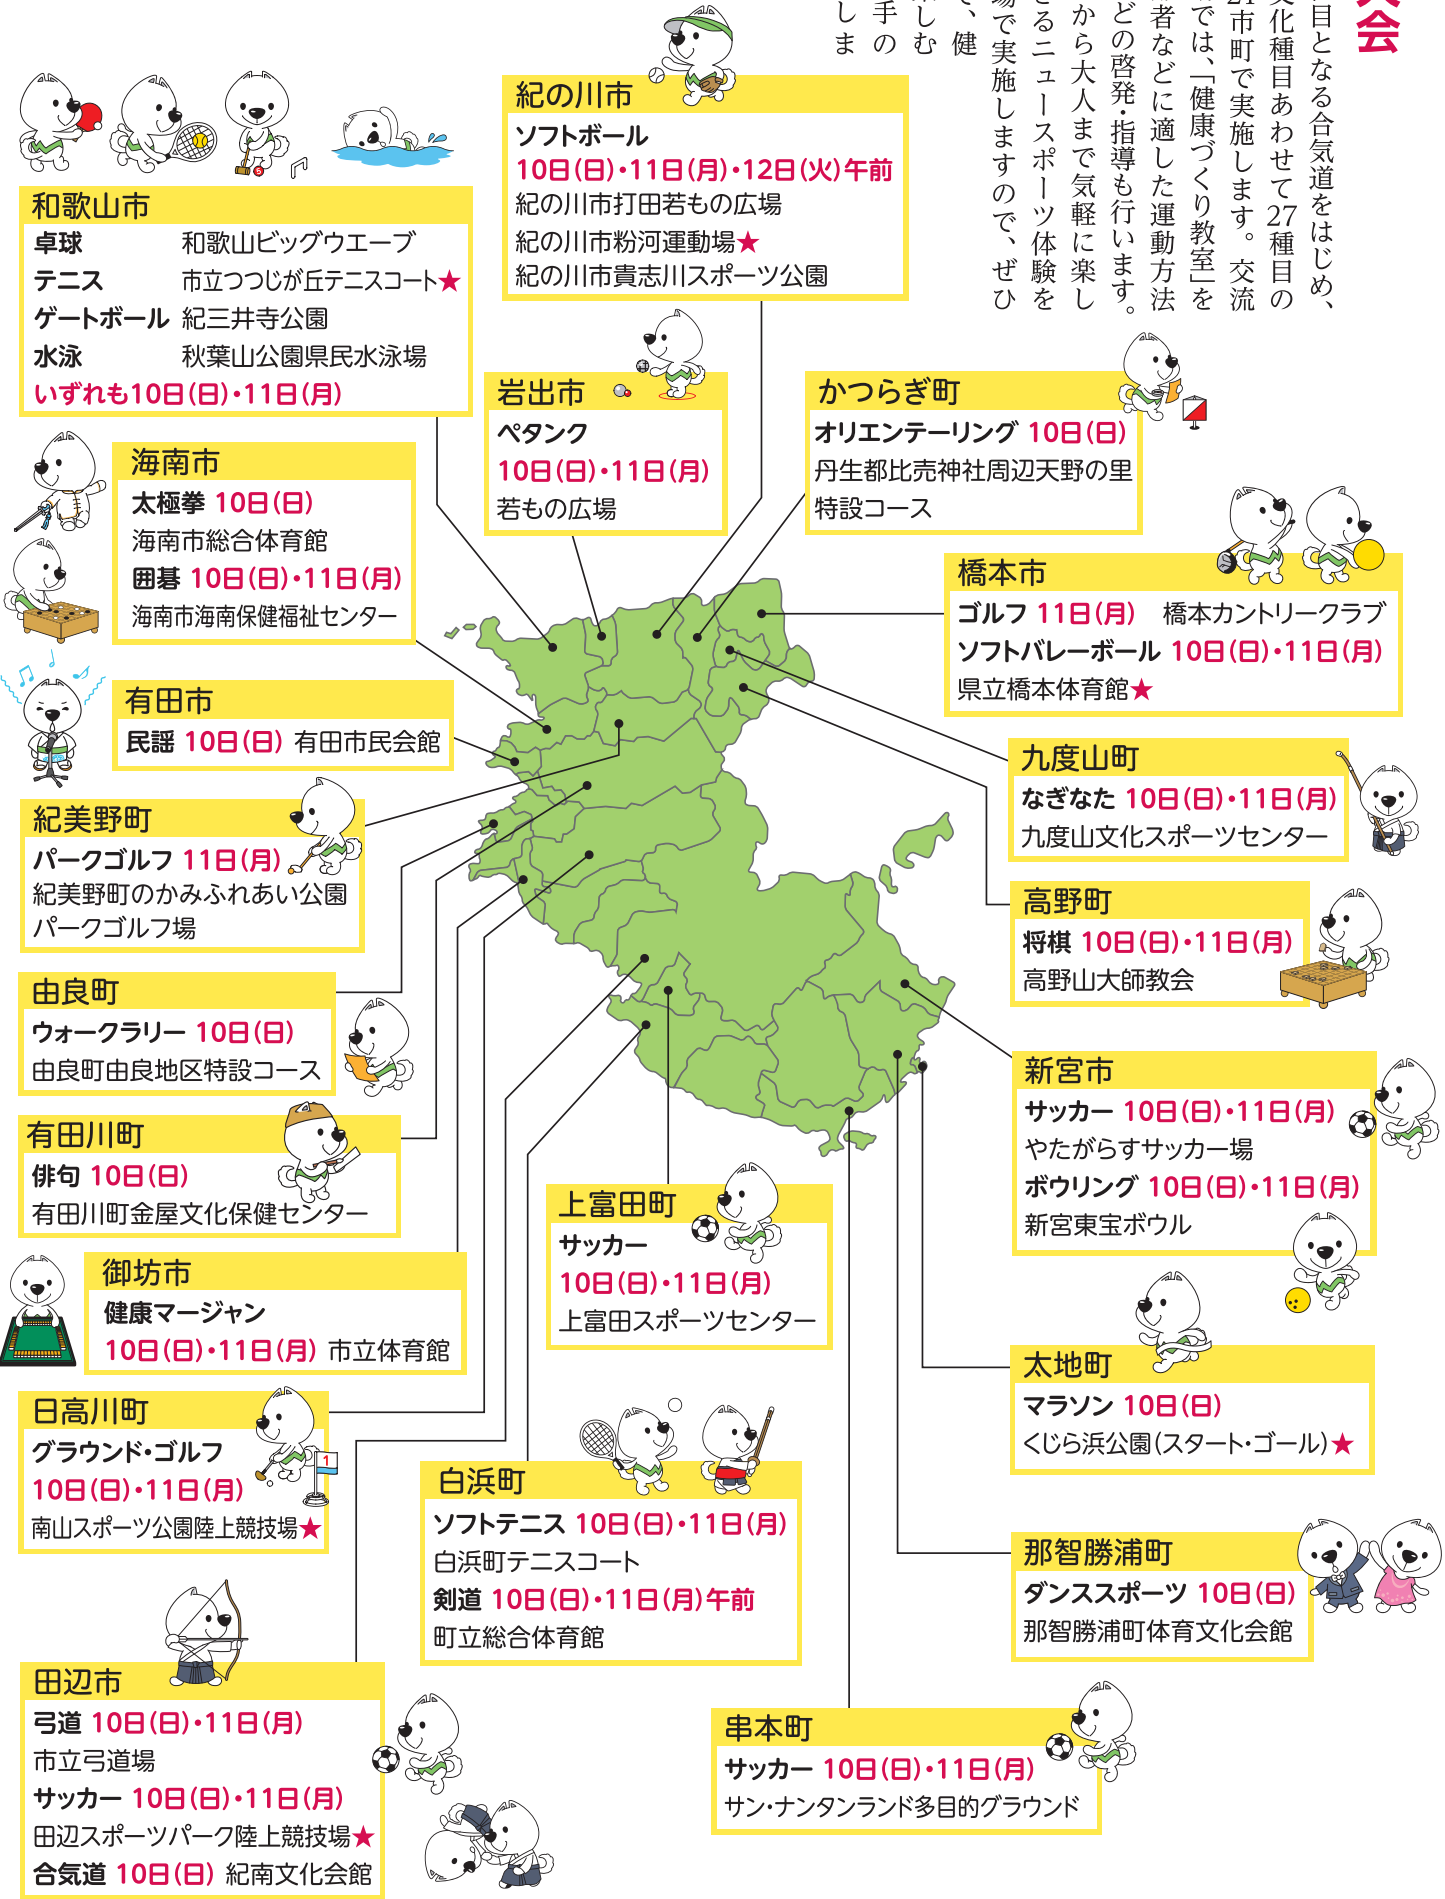 会
目となる合気道をはじめ、
文化種目あわせて27種目の
21市町で実施します。交流
では、「健康づくり教室」を
者などに適した運動方法
どの啓発・指導も行います。
から大人まで気軽に楽し
きるニュースポーツ体験を
場で実施しますので、ぜひ
、健
楽しむ
手の
しま
紀の川市
ソフトボール
10日(日)・11日(月)・12日(火)午前
紀の川市打田若もの広場
紀の川市粉河運動場★
紀の川市貴志川スポーツ公園
和歌山市
卓球 和歌山ビッグウエーブ
テニス 市立つつじが丘テニスコート★
ゲートボール 紀三井寺公園
水泳 秋葉山公園県民水泳場
いずれも10日(日)・11日(月)
岩出市
ペタンク
10日(日)・11日(月)
若もの広場
かつらぎ町
オリエンテーリング 10日(日)
丹生都比売神社周辺天野の里
特設コース
海南市
太極拳 10日(日)
海南市総合体育館
囲碁 10日(日)・11日(月)
海南市海南保健福祉センター
橋本市
ゴルフ 11日(月) 橋本カントリークラブ
ソフトバレーボール 10日(日)・11日(月)
県立橋本体育館★
有田市
民謡 10日(日) 有田市民会館
九度山町
なぎなた 10日(日)・11日(月)
九度山文化スポーツセンター
紀美野町
パークゴルフ 11日(月)
紀美野町のかみふれあい公園
パークゴルフ場
高野町
将棋 10日(日)・11日(月)
高野山大師教会
由良町
ウォークラリー 10日(日)
由良町由良地区特設コース
新宮市
サッカー 10日(日)・11日(月)
やたがらすサッカー場
ボウリング 10日(日)・11日(月)
新宮東宝ボウル
有田川町
俳句 10日(日)
有田川町金屋文化保健センター
上富田町
サッカー
10日(日)・11日(月)
上富田スポーツセンター
御坊市
健康マージャン
10日(日)・11日(月) 市立体育館
太地町
マラソン 10日(日)
くじら浜公園(スタート・ゴール)★
日高川町
グラウンド・ゴルフ
10日(日)・11日(月)
南山スポーツ公園陸上競技場★
1
白浜町
ソフトテニス 10日(日)・11日(月)
白浜町テニスコート
剣道 10日(日)・11日(月)午前
町立総合体育館
那智勝浦町
ダンススポーツ 10日(日)
那智勝浦町体育文化会館
田辺市
弓道 10日(日)・11日(月)
市立弓道場
サッカー 10日(日)・11日(月)
田辺スポーツパーク陸上競技場★
合気道 10日(日) 紀南文化会館
串本町
サッカー 10日(日)・11日(月)
サン・ナンタンランド多目的グラウンド